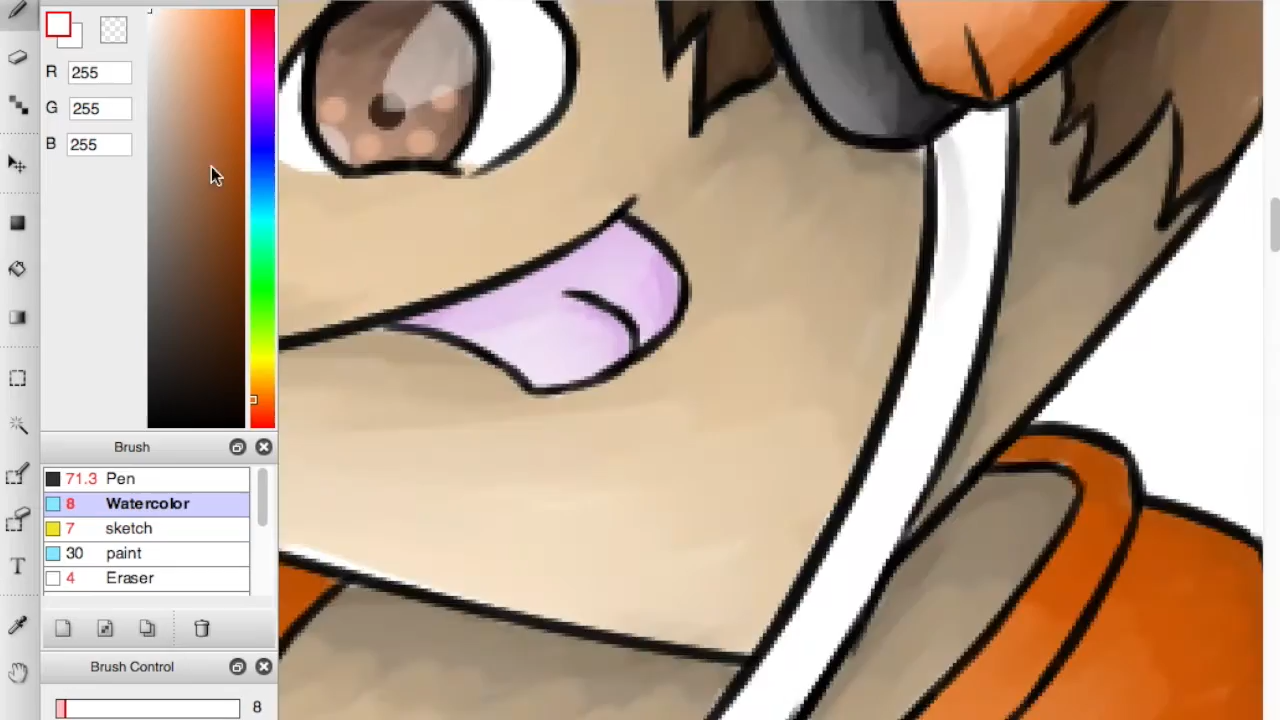 R 255
G 255
B 255
Brush
71.3 Pen
8 Watercolor
7 sketch
30 paint
4 Eraser
T
Brush Control
8